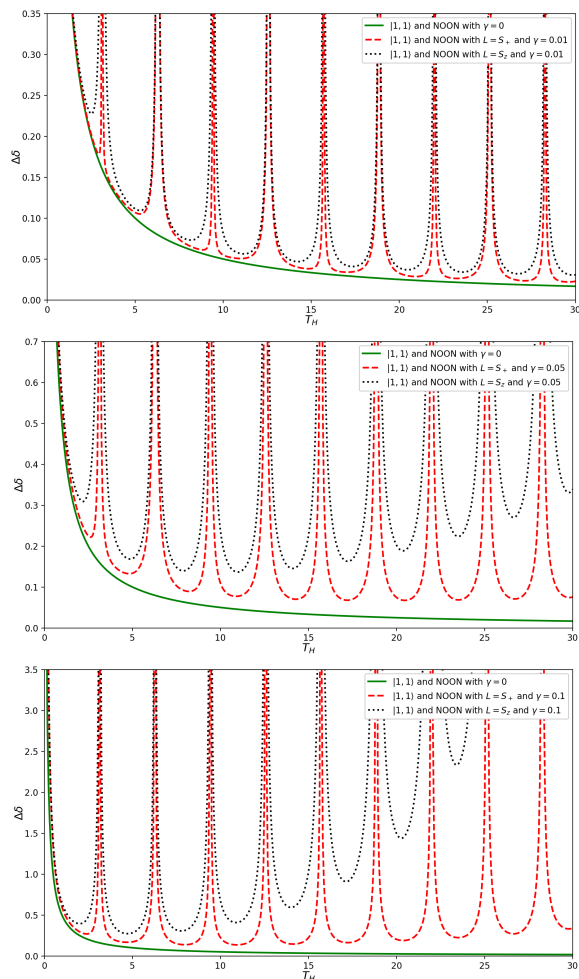 0.35
0.30
0.25
0.20
0.15
0.10
0.05
0.00
Δδ
|1, 1⟩ and NOON with γ = 0
|1, 1⟩ and NOON with L = S₊ and γ = 0.01
|1, 1⟩ and NOON with L = S_z and γ = 0.01
0 5 10 15 20 25 30
T_H
0.7
0.6
0.5
0.4
0.3
0.2
0.1
0.0
Δδ
|1, 1⟩ and NOON with γ = 0
|1, 1⟩ and NOON with L = S₊ and γ = 0.05
|1, 1⟩ and NOON with L = S_z and γ = 0.05
0 5 10 15 20 25 30
T_H
3.5
3.0
2.5
2.0
1.5
1.0
0.5
0.0
Δδ
|1, 1⟩ and NOON with γ = 0
|1, 1⟩ and NOON with L = S₊ and γ = 0.1
|1, 1⟩ and NOON with L = S_z and γ = 0.1
0 5 10 15 20 25 30
T_H